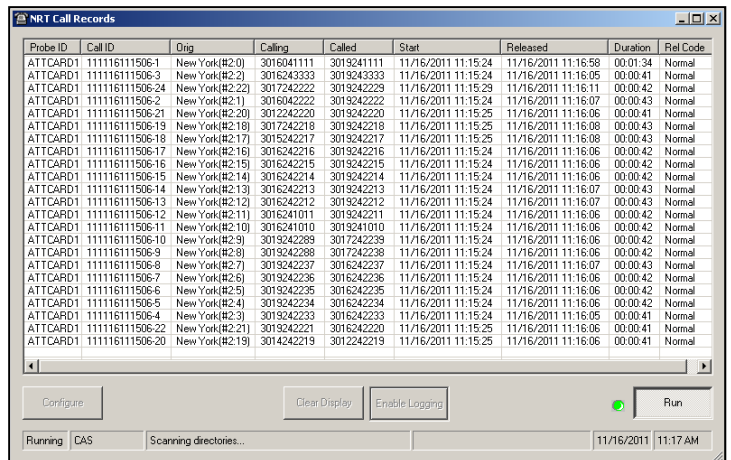 NRT Call Records
Probe ID Call ID Orig Calling Called Start Released Duration Rel Code
ATTCARD1 111116111506-1 New York(#2:0) 3016041111 3019241111 11/16/2011 11:15:24 11/16/2011 11:16:58 00:01:34 Normal
ATTCARD1 111116111506-3 New York(#2:2) 3016243333 3019243333 11/16/2011 11:15:24 11/16/2011 11:16:05 00:00:41 Normal
ATTCARD1 111116111506-24 New York(#2:22) 3017242222 3019242229 11/16/2011 11:15:29 11/16/2011 11:16:11 00:00:42 Normal
ATTCARD1 111116111506-2 New York(#2:1) 3016042222 3019242222 11/16/2011 11:15:24 11/16/2011 11:16:07 00:00:43 Normal
ATTCARD1 111116111506-21 New York(#2:20) 3012242220 3019242220 11/16/2011 11:15:25 11/16/2011 11:16:06 00:00:41 Normal
ATTCARD1 111116111506-19 New York(#2:18) 3017242218 3019242218 11/16/2011 11:15:25 11/16/2011 11:16:08 00:00:43 Normal
ATTCARD1 111116111506-18 New York(#2:17) 3015242217 3019242217 11/16/2011 11:15:25 11/16/2011 11:16:08 00:00:43 Normal
ATTCARD1 111116111506-17 New York(#2:16) 3016242216 3019242216 11/16/2011 11:15:24 11/16/2011 11:16:06 00:00:42 Normal
ATTCARD1 111116111506-16 New York(#2:15) 3016242215 3019242215 11/16/2011 11:15:24 11/16/2011 11:16:06 00:00:42 Normal
ATTCARD1 111116111506-15 New York(#2:14) 3016242214 3019242214 11/16/2011 11:15:24 11/16/2011 11:16:06 00:00:42 Normal
ATTCARD1 111116111506-14 New York(#2:13) 3016242213 3019242213 11/16/2011 11:15:24 11/16/2011 11:16:07 00:00:43 Normal
ATTCARD1 111116111506-13 New York(#2:12) 3016242212 3019242212 11/16/2011 11:15:24 11/16/2011 11:16:07 00:00:43 Normal
ATTCARD1 111116111506-12 New York(#2:11) 3016241011 3019242211 11/16/2011 11:15:24 11/16/2011 11:16:06 00:00:42 Normal
ATTCARD1 111116111506-11 New York(#2:10) 3016241010 3019241010 11/16/2011 11:15:24 11/16/2011 11:16:06 00:00:42 Normal
ATTCARD1 111116111506-10 New York(#2:9) 3019242289 3017242239 11/16/2011 11:15:24 11/16/2011 11:16:06 00:00:42 Normal
ATTCARD1 111116111506-9 New York(#2:8) 3019242288 3017242238 11/16/2011 11:15:24 11/16/2011 11:16:06 00:00:42 Normal
ATTCARD1 111116111506-8 New York(#2:7) 3019242237 3016242237 11/16/2011 11:15:24 11/16/2011 11:16:07 00:00:43 Normal
ATTCARD1 111116111506-7 New York(#2:6) 3019242236 3016242236 11/16/2011 11:15:24 11/16/2011 11:16:06 00:00:42 Normal
ATTCARD1 111116111506-6 New York(#2:5) 3019242235 3016242235 11/16/2011 11:15:24 11/16/2011 11:16:06 00:00:42 Normal
ATTCARD1 111116111506-5 New York(#2:4) 3019242234 3016242234 11/16/2011 11:15:24 11/16/2011 11:16:06 00:00:42 Normal
ATTCARD1 111116111506-4 New York(#2:3) 3019242233 3016242233 11/16/2011 11:15:24 11/16/2011 11:16:05 00:00:41 Normal
ATTCARD1 111116111506-22 New York(#2:21) 3019242221 3016242220 11/16/2011 11:15:25 11/16/2011 11:16:06 00:00:41 Normal
ATTCARD1 111116111506-20 New York(#2:19) 3014242219 3012242219 11/16/2011 11:15:25 11/16/2011 11:16:06 00:00:41 Normal
Configure Clear Display Enable Logging Run
Running CAS Scanning directories... 11/16/2011 11:17 AM